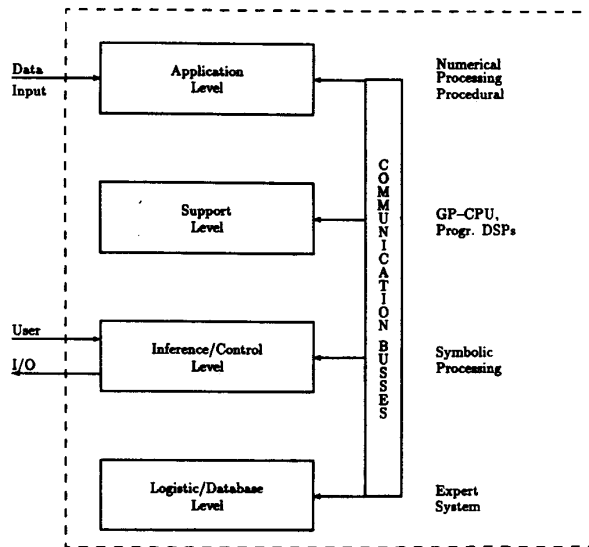 Data
Input
Application
Level
Numerical
Processing
Procedural
Support
Level
GP-CPU,
Progr. DSPs
COMMUNICATION BUSSES
User
I/O
Inference/Control
Level
Symbolic
Processing
Logistic/Database
Level
Expert
System